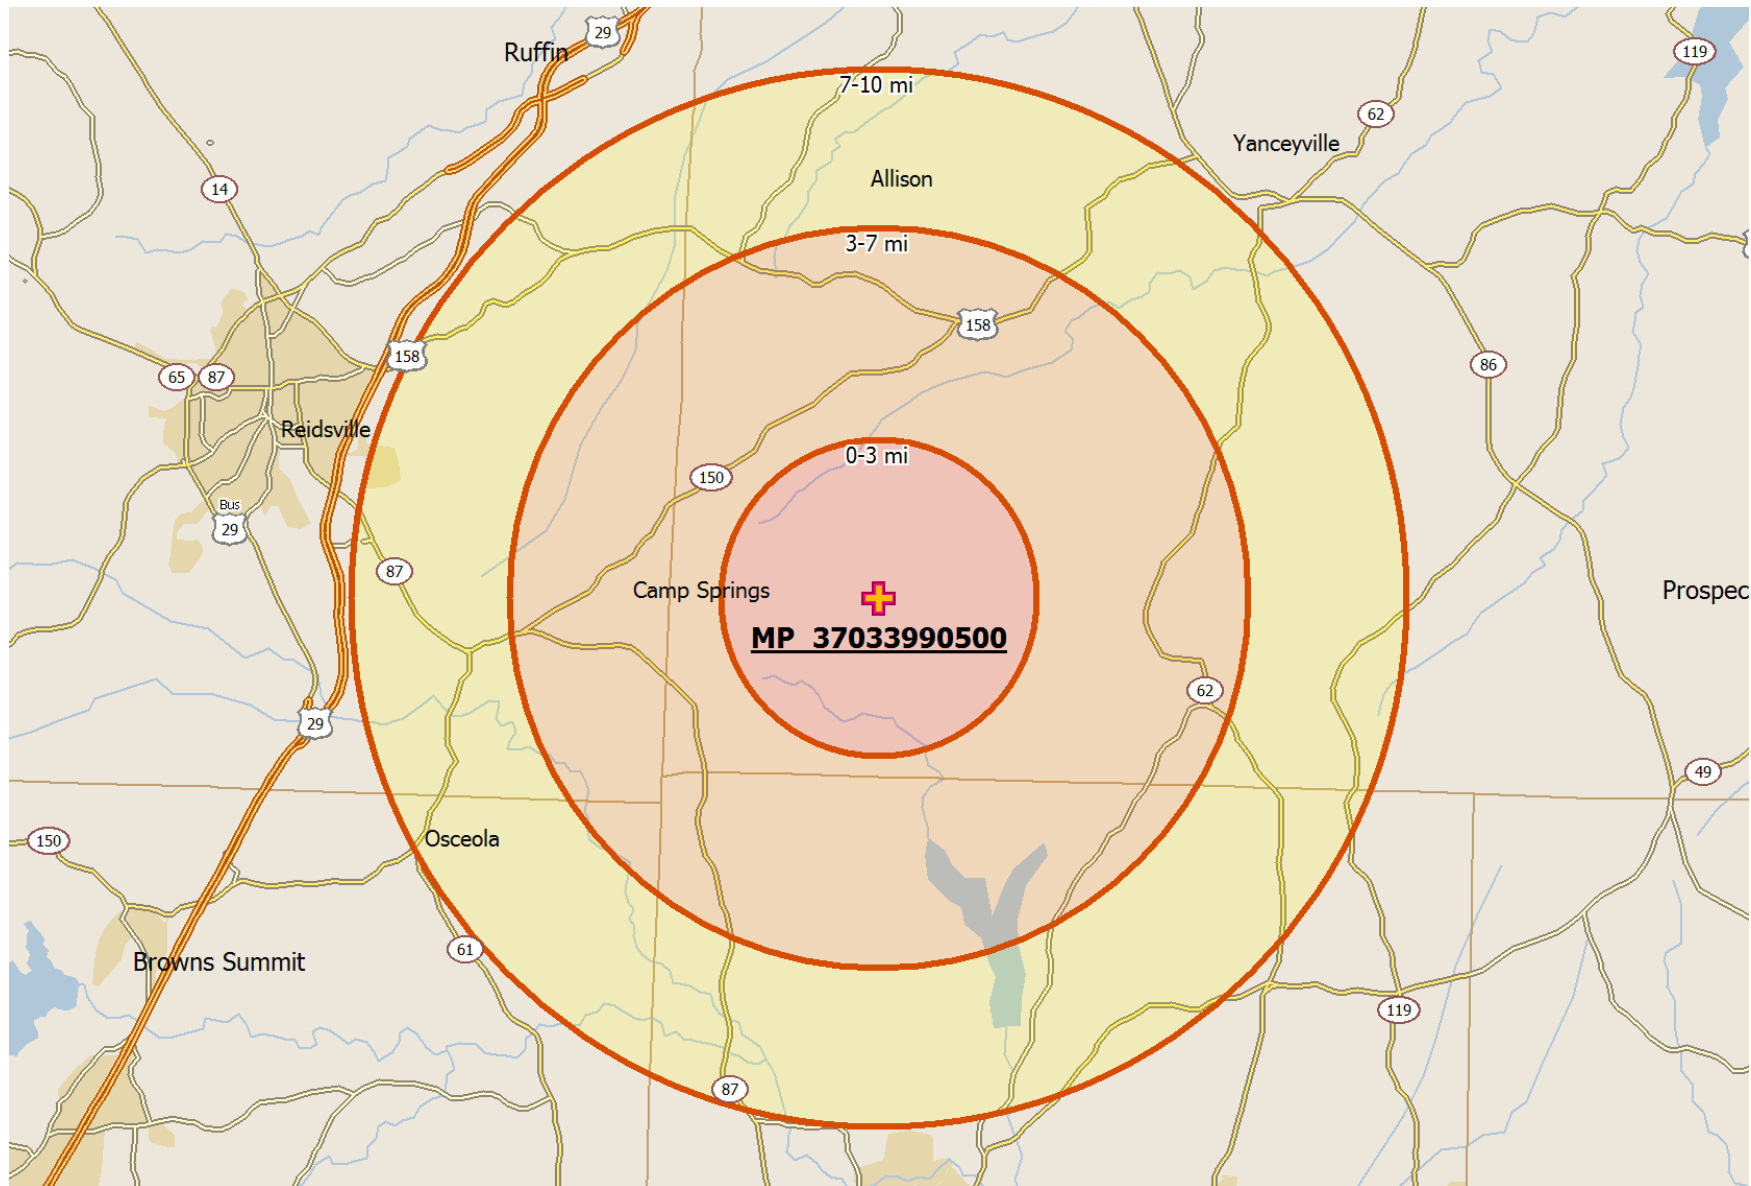 29
Ruffin
119
7-10 mi
62
Yanceyville
Allison
14
3-7 mi
158
158
86
65
87
Reidsville
0-3 mi
150
Bus
29
87
Camp Springs
Prospec
MP 37033990500
62
29
49
150
Osceola
61
Browns Summit
119
87